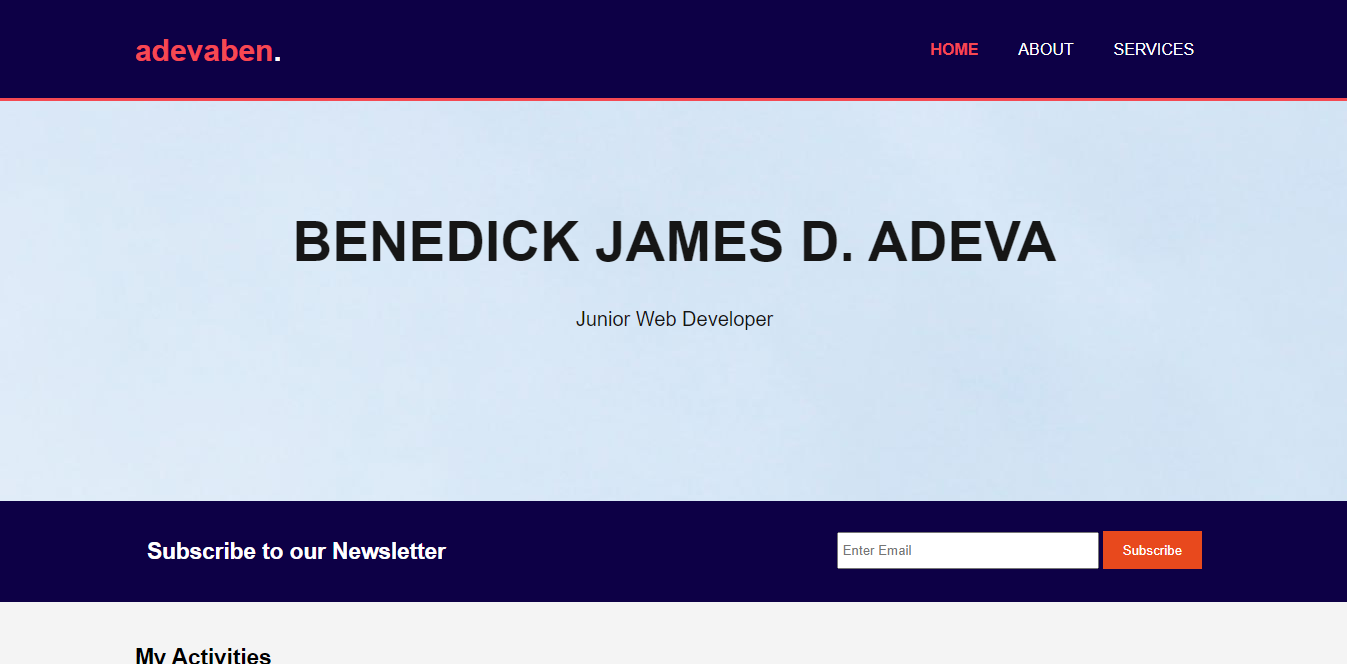 adevaben.
HOME ABOUT SERVICES
BENEDICK JAMES D. ADEVA
Junior Web Developer
Subscribe to our Newsletter
Enter Email Subscribe
My Activities